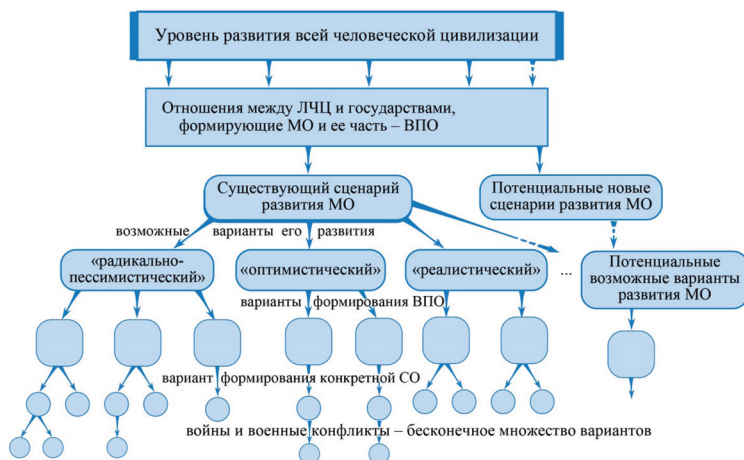 Уровень развития всей человеческой цивилизации
Отношения между ЛЧЦ и государствами,
формирующие МО и ее часть – ВПО
Существующий сценарий
развития МО
Потенциальные новые
сценарии развития МО
возможные варианты его развития
«радикально-
пессимистический»
«оптимистический»
«реалистический»
...
Потенциальные
возможные варианты
развития МО
варианты формирования ВПО
вариант формирования конкретной СО
войны и военные конфликты – бесконечное множество вариантов